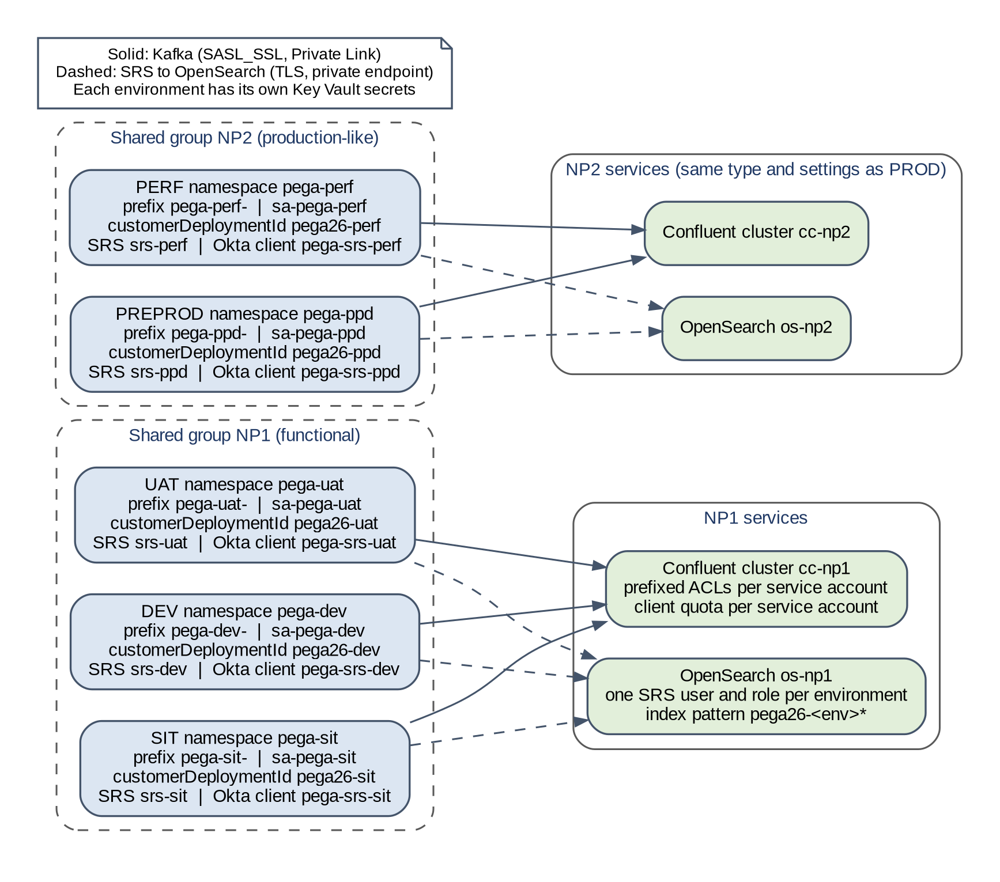 Solid: Kafka (SASL_SSL, Private Link)
Dashed: SRS to OpenSearch (TLS, private endpoint)
Each environment has its own Key Vault secrets
Shared group NP2 (production-like)
PERF namespace pega-perf
prefix pega-perf-  |  sa-pega-perf
customerDeploymentId pega26-perf
SRS srs-perf  |  Okta client pega-srs-perf
PREPROD namespace pega-ppd
prefix pega-ppd-  |  sa-pega-ppd
customerDeploymentId pega26-ppd
SRS srs-ppd  |  Okta client pega-srs-ppd
NP2 services (same type and settings as PROD)
Confluent cluster cc-np2
OpenSearch os-np2
Shared group NP1 (functional)
UAT namespace pega-uat
prefix pega-uat-  |  sa-pega-uat
customerDeploymentId pega26-uat
SRS srs-uat  |  Okta client pega-srs-uat
DEV namespace pega-dev
prefix pega-dev-  |  sa-pega-dev
customerDeploymentId pega26-dev
SRS srs-dev  |  Okta client pega-srs-dev
SIT namespace pega-sit
prefix pega-sit-  |  sa-pega-sit
customerDeploymentId pega26-sit
SRS srs-sit  |  Okta client pega-srs-sit
NP1 services
Confluent cluster cc-np1
prefixed ACLs per service account
client quota per service account
OpenSearch os-np1
one SRS user and role per environment
index pattern pega26-<env>*